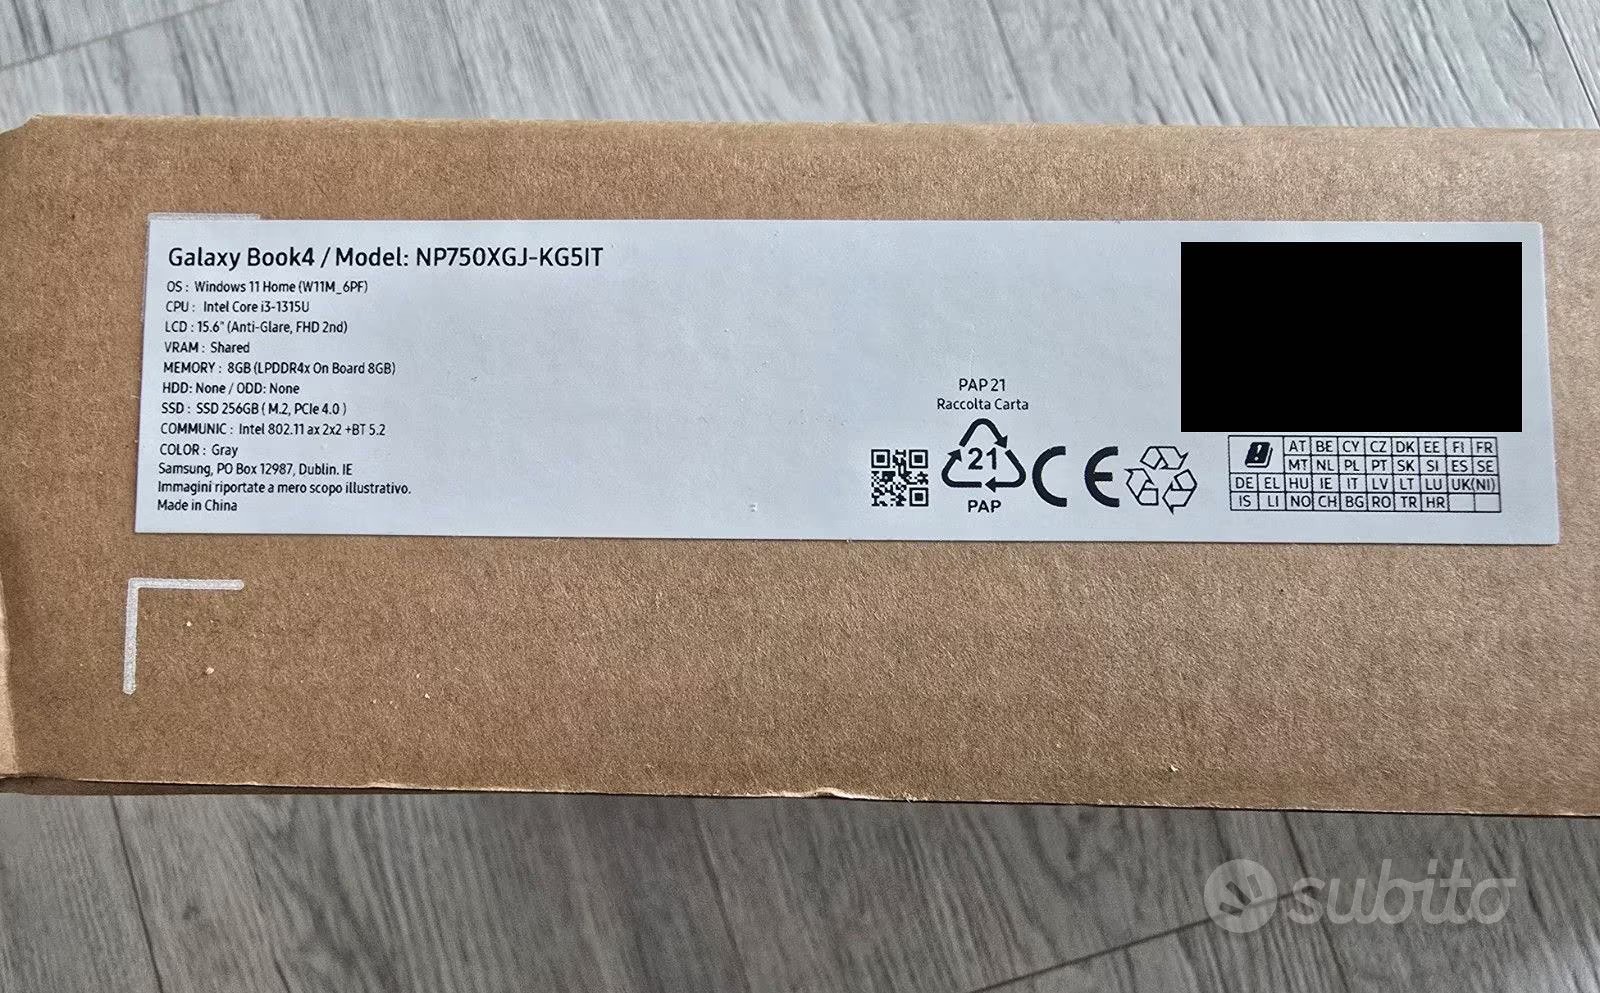 Galaxy Book4 / Model: NP750XGJ-KG5IT
OS : Windows 11 Home (W11M_6PF)
CPU : Intel Core i3-1315U
LCD : 15.6" (Anti-Glare, FHD 2nd)
VRAM : Shared
MEMORY : 8GB (LPDDR4x On Board 8GB)
HDD: None / ODD: None
SSD : SSD 256GB ( M.2, PCIe 4.0 )
COMMUNIC : Intel 802.11 ax 2x2 +BT 5.2
COLOR : Gray
Samsung, PO Box 12987, Dublin. IE
Immagini riportate a mero scopo illustrativo.
Made in China
PAP 21
Raccolta Carta
21
PAP
CE
AT BE CY CZ DK EE FI FR
MT NL PL PT SK SI ES SE
DE EL HU IE IT LV LT LU UK(NI)
IS LI NO CH BG RO TR HR
subito